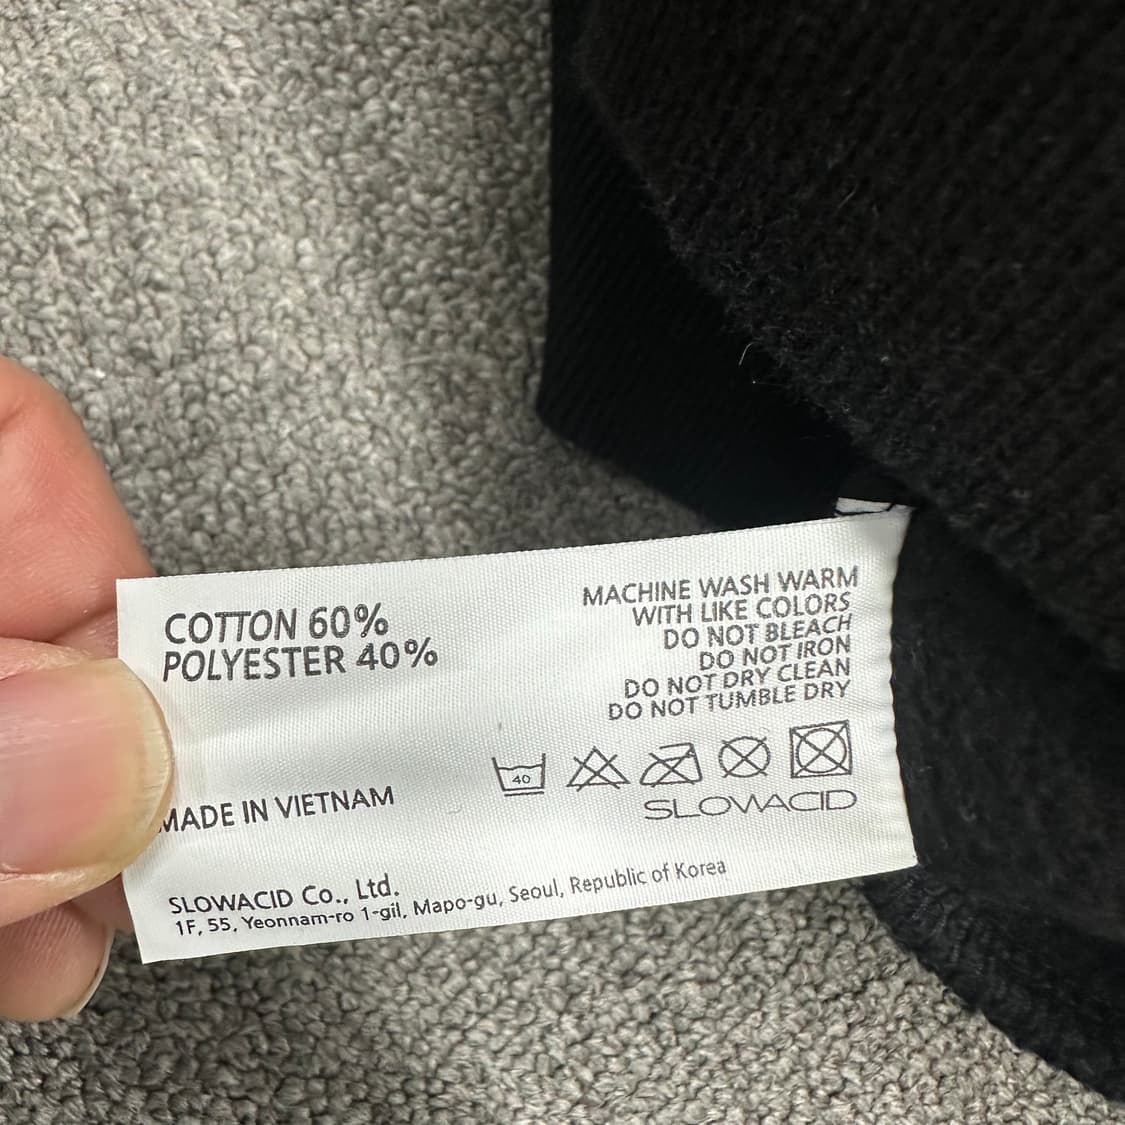 COTTON 60%
POLYESTER 40%
MACHINE WASH WARM
WITH LIKE COLORS
DO NOT BLEACH
DO NOT IRON
DO NOT DRY CLEAN
DO NOT TUMBLE DRY
40
SLOWACID
MADE IN VIETNAM
SLOWACID Co., Ltd.
1F, 55, Yeonnam-ro 1-gil, Mapo-gu, Seoul, Republic of Korea